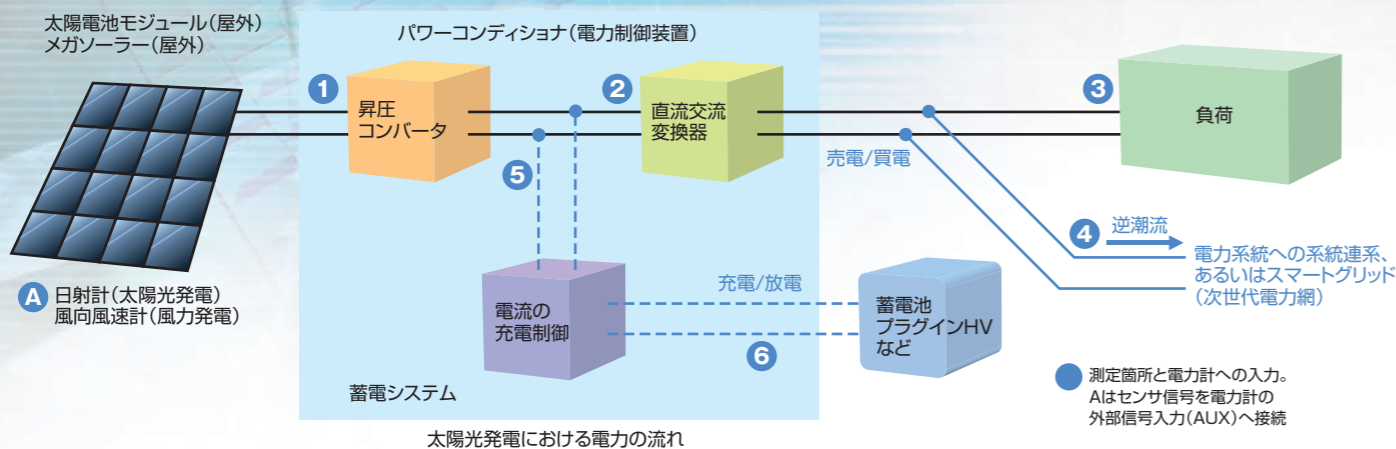 太陽電池モジュール(屋外)
メガソーラー(屋外)
パワーコンディショナ(電力制御装置)
1
昇圧
コンバータ
2
直流交流
変換器
3
負荷
売電/買電
5
4
逆潮流
電力系統への系統連系、
あるいはスマートグリッド
(次世代電力網)
A
日射計(太陽光発電)
風向風速計(風力発電)
電流の
充電制御
充電/放電
6
蓄電池
プラグインHV
など
蓄電システム
測定箇所と電力計への入力。
Aはセンサ信号を電力計の
外部信号入力(AUX)へ接続
太陽光発電における電力の流れ